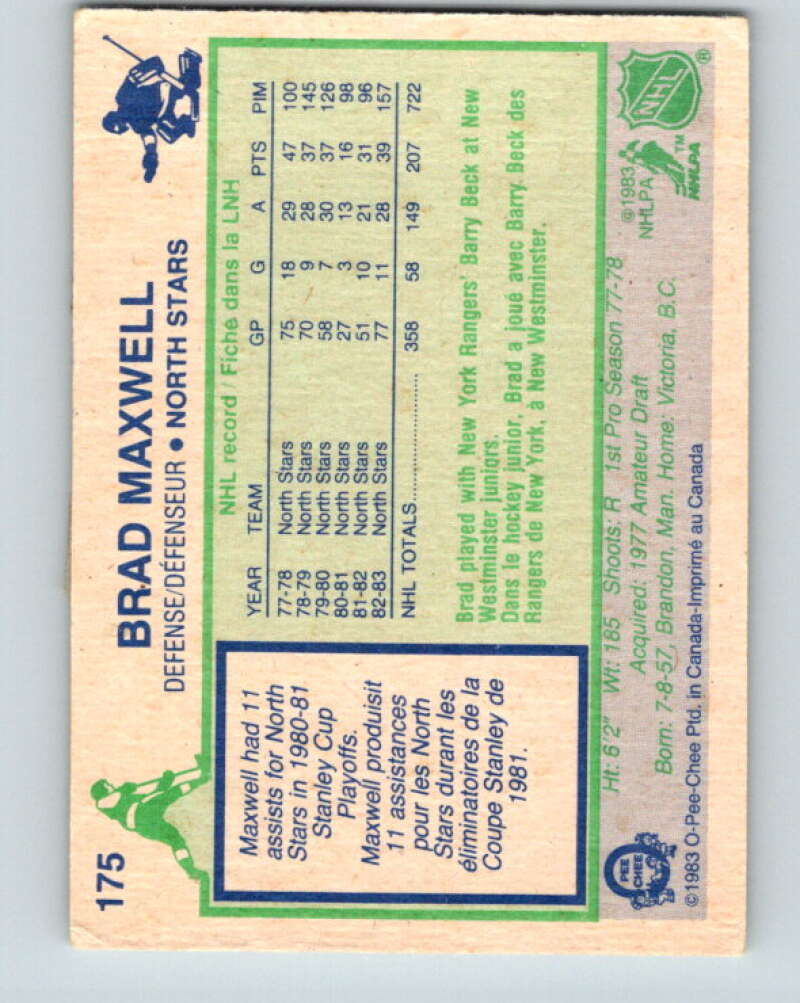 175
BRAD MAXWELL
DEFENSE/DÉFENSEUR • NORTH STARS
Maxwell had 11
assists for North
Stars in 1980-81
Stanley Cup
Playoffs.
Maxwell produisit
11 assistances
pour les North
Stars durant les
éliminatoires de la
Coupe Stanley de
1981.
NHL record / Fiche dans la LNH
YEAR TEAM GP G A PTS PIM
77-78 North Stars 75 18 29 47 100
78-79 North Stars 70 9 28 37 145
79-80 North Stars 58 7 30 37 126
80-81 North Stars 27 3 13 16 98
81-82 North Stars 51 10 21 31 96
82-83 North Stars 77 11 28 39 157
NHL TOTALS.................... 358 58 149 207 722
Brad played with New York Rangers' Barry Beck at New
Westminster juniors.
Dans le hockey junior, Brad a joué avec Barry Beck des
Rangers de New York, à New Westminster.
Ht: 6'2" Wt: 185 Shoots: R 1st Pro Season 77-78
Acquired: 1977 Amateur Draft
Born: 7-8-57, Brandon, Man. Home: Victoria, B.C.
©1983 O-Pee-Chee Ptd. in Canada-Imprimé au Canada
O
PEE
CHEE
©1983
NHLPA
NHL
®
NHLPA
TM